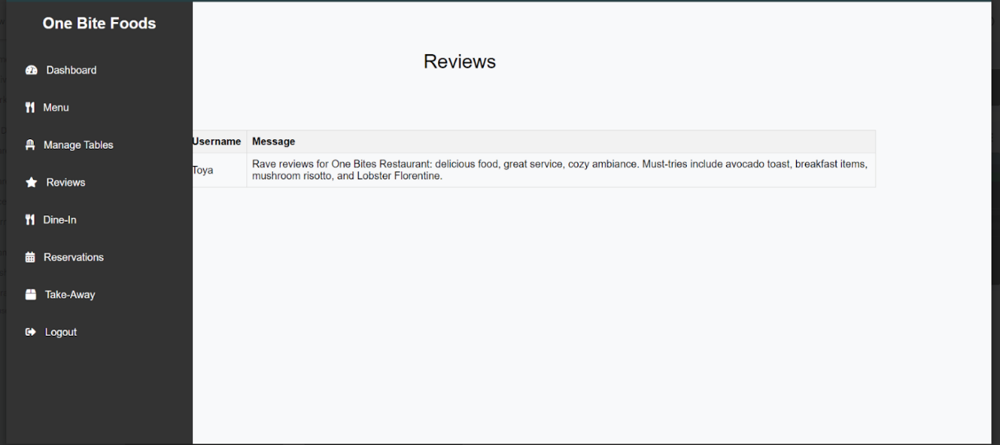 One Bite Foods
Dashboard
Menu
Manage Tables
Reviews
Dine-In
Reservations
Take-Away
Logout
Reviews
Username Message
Toya
Rave reviews for One Bites Restaurant: delicious food, great service, cozy ambiance. Must-tries include avocado toast, breakfast items,
mushroom risotto, and Lobster Florentine.